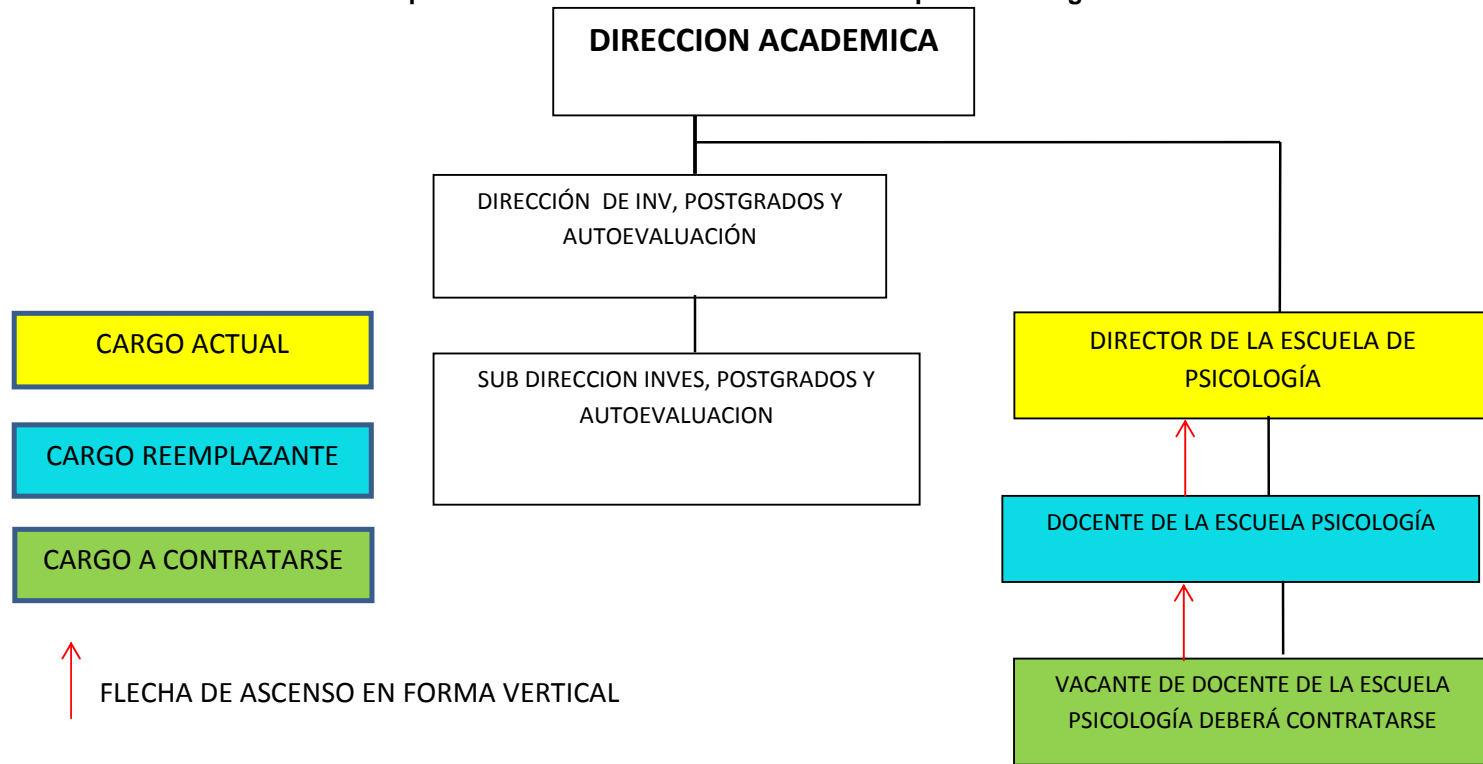 DIRECCION ACADEMICA
DIRECCIÓN DE INV, POSTGRADOS Y
AUTOEVALUACIÓN
SUB DIRECCION INVES, POSTGRADOS Y
AUTOEVALUACION
CARGO ACTUAL
CARGO REEMPLAZANTE
CARGO A CONTRATARSE
FLECHA DE ASCENSO EN FORMA VERTICAL
DIRECTOR DE LA ESCUELA DE
PSICOLOGÍA
DOCENTE DE LA ESCUELA PSICOLOGÍA
VACANTE DE DOCENTE DE LA ESCUELA
PSICOLOGÍA DEBERÁ CONTRATARSE